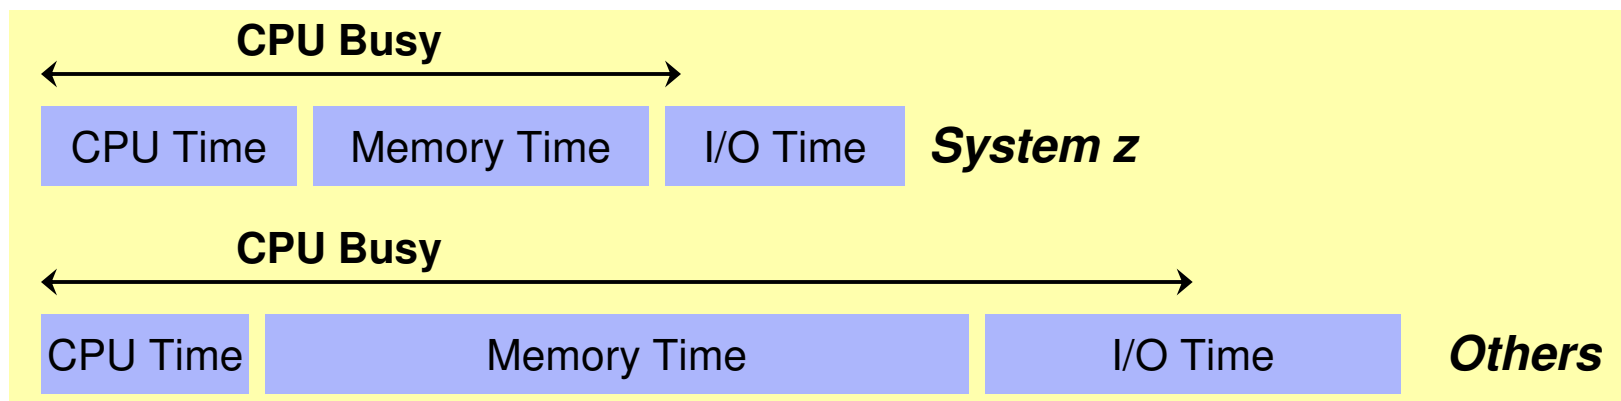 CPU Busy
CPU Time Memory Time I/O Time System z
CPU Busy
CPU Time Memory Time I/O Time Others